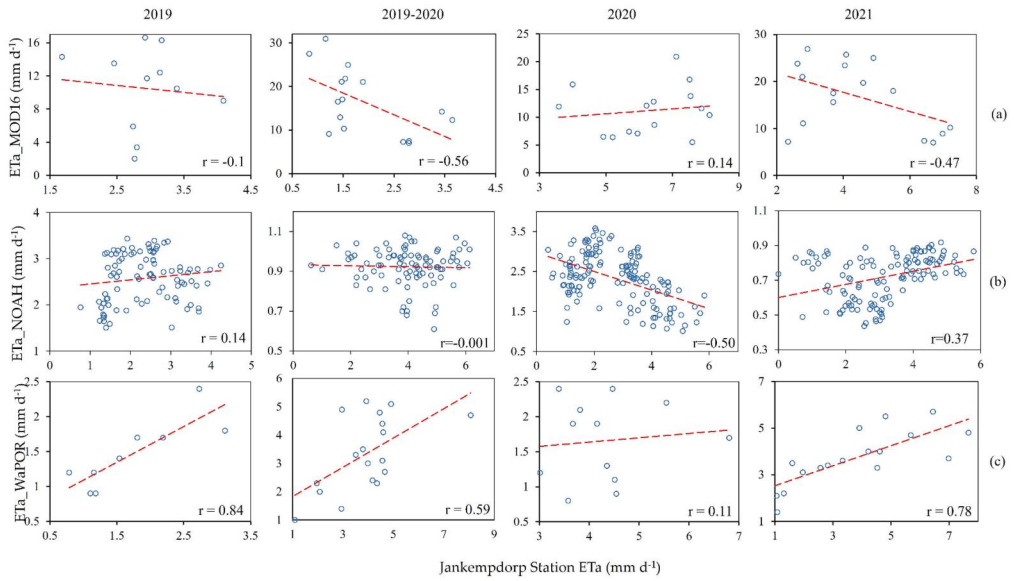 2019 2019-2020 2020 2021
ETa_MOD16 (mm d⁻¹)
16
12
8
4
0
1.5 2.5 3.5 4.5
r = -0.1
30
20
10
0
0.5 1.5 2.5 3.5 4.5
r = -0.56
25
20
15
10
5
0
3 5 7 9
r = 0.14
30
20
10
0
2 4 6 8
r = -0.47
(a)
ETa_NOAH (mm d⁻¹)
4
3
2
1
0 1 2 3 4
r = 0.14
1.1
0.9
0.7
0.5
0 2 4 6
r=-0.001
3.5
2.5
1.5
0.5
0 2 4 6
r=-0.50
1.1
0.9
0.7
0.5
0.3
0 2 4 6
r=0.37
(b)
ETa_WaPOR (mm d⁻¹)
2.5
2
1.5
1
0.5
0.5 1.5 2.5 3.5
r = 0.84
6
5
4
3
2
1
1 3 5 7 9
r = 0.59
2.5
2
1.5
1
0.5
3 4 5 6 7
r = 0.11
7
5
3
1
1 3 5 7
r = 0.78
(c)
Jankempdorp Station ETa (mm d⁻¹)